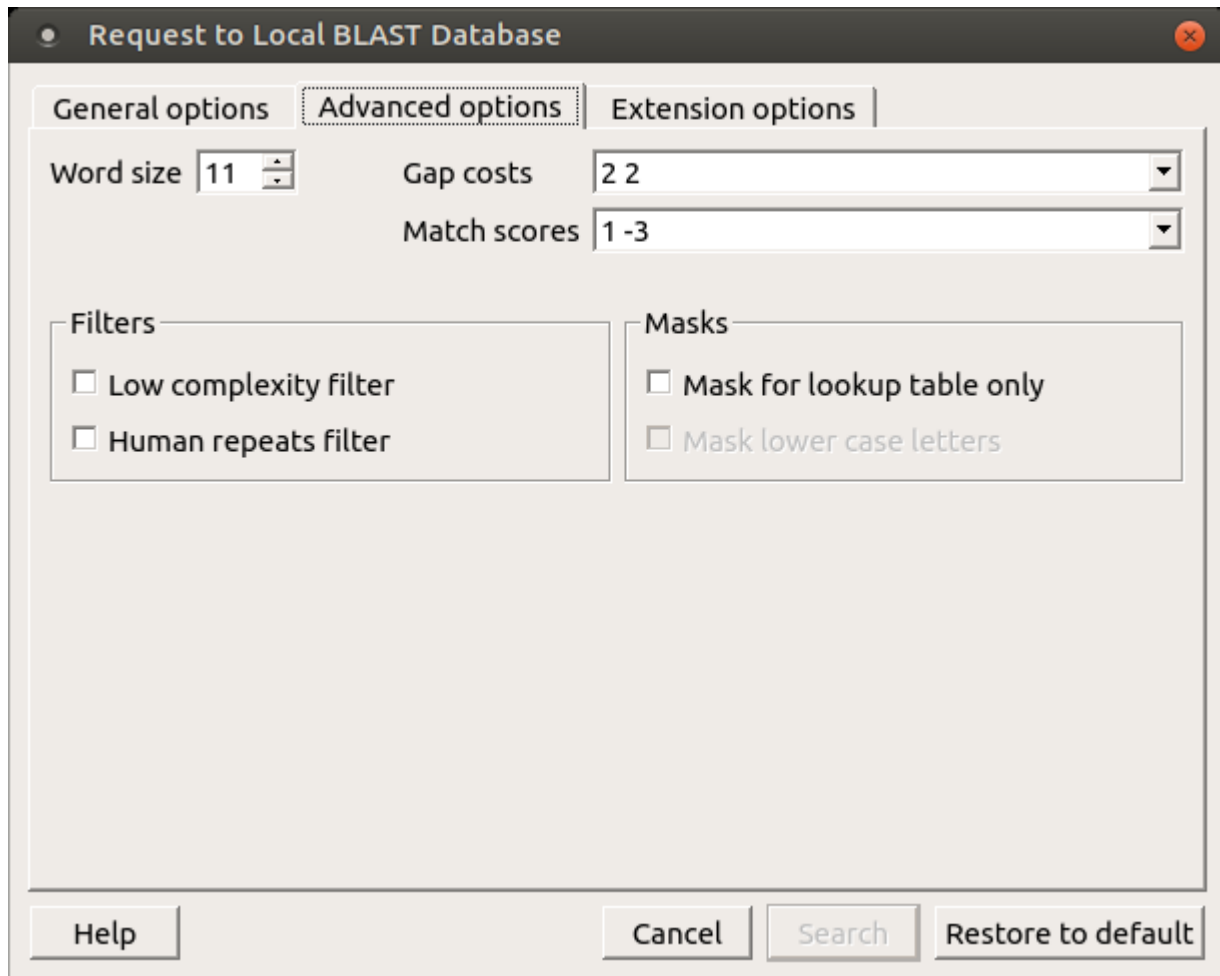 Request to Local BLAST Database
General options Advanced options Extension options
Word size 11 Gap costs 2 2
Match scores 1 -3
Filters Masks
Low complexity filter Mask for lookup table only
Human repeats filter Mask lower case letters
Help Cancel Search Restore to default